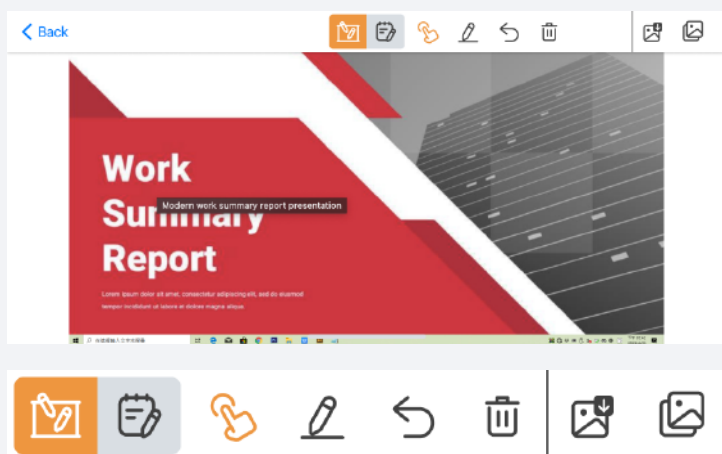 Back
Work
Summary
Modern work summary report presentation
Report
Lorem ipsum dolor sit amet, consectetur adipiscing elit, sed do eiusmod
tempor incididunt ut labore et dolore magna aliqua